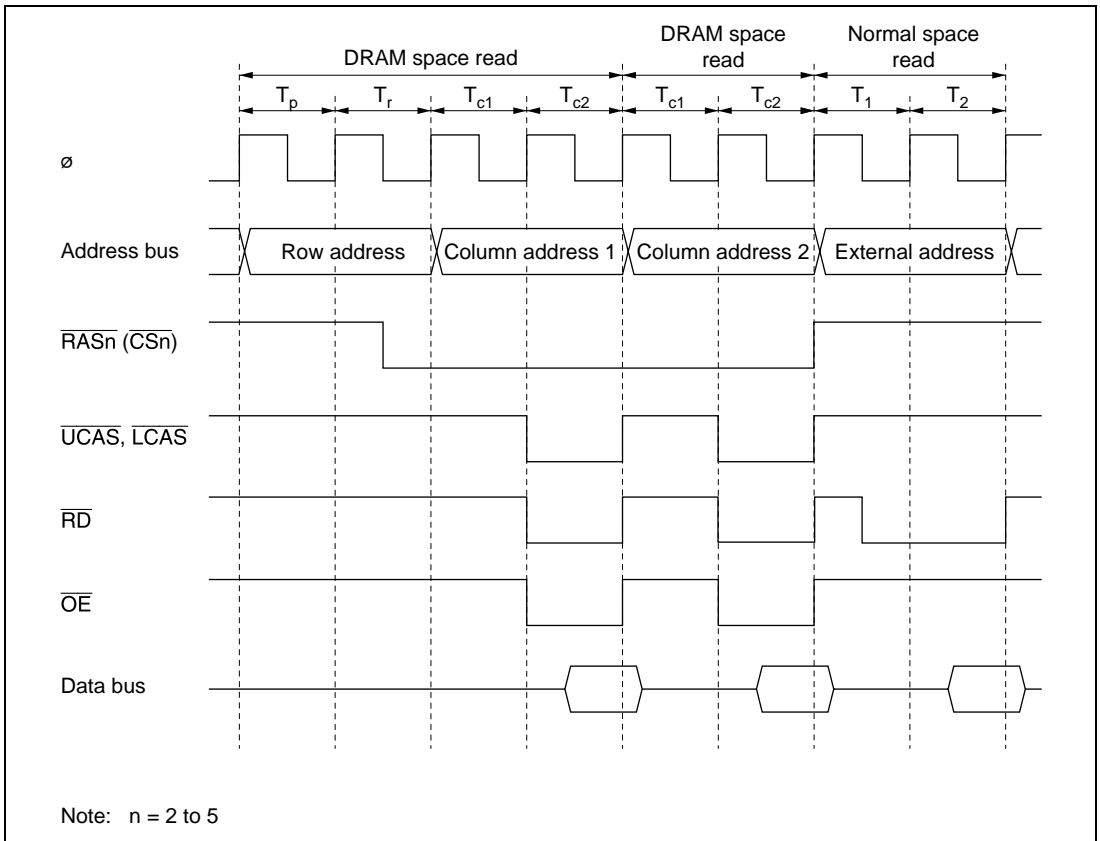 DRAM space read
DRAM space
read
Normal space
read
Tp Tr Tc1 Tc2 Tc1 Tc2 T1 T2
ø
Address bus Row address Column address 1 Column address 2 External address
RASn (CSn)
UCAS, LCAS
RD
OE
Data bus
Note: n = 2 to 5